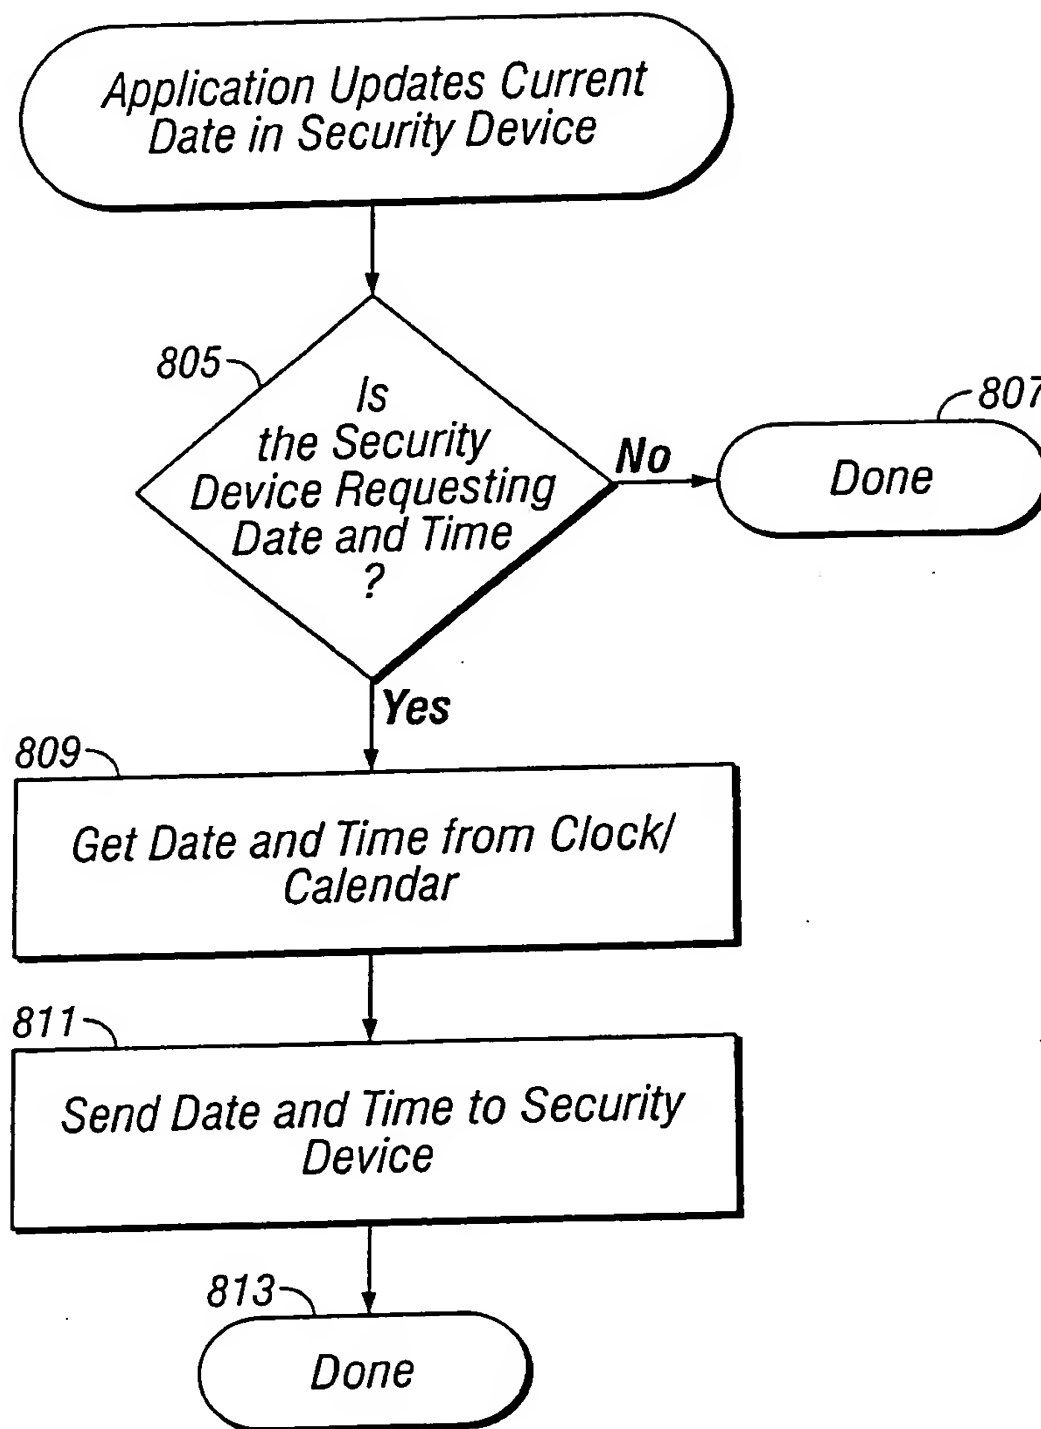 Application Updates Current
Date in Security Device
805
Is
the Security
Device Requesting
Date and Time
?
No
807
Done
Yes
809
Get Date and Time from Clock/
Calendar
811
Send Date and Time to Security
Device
813
Done